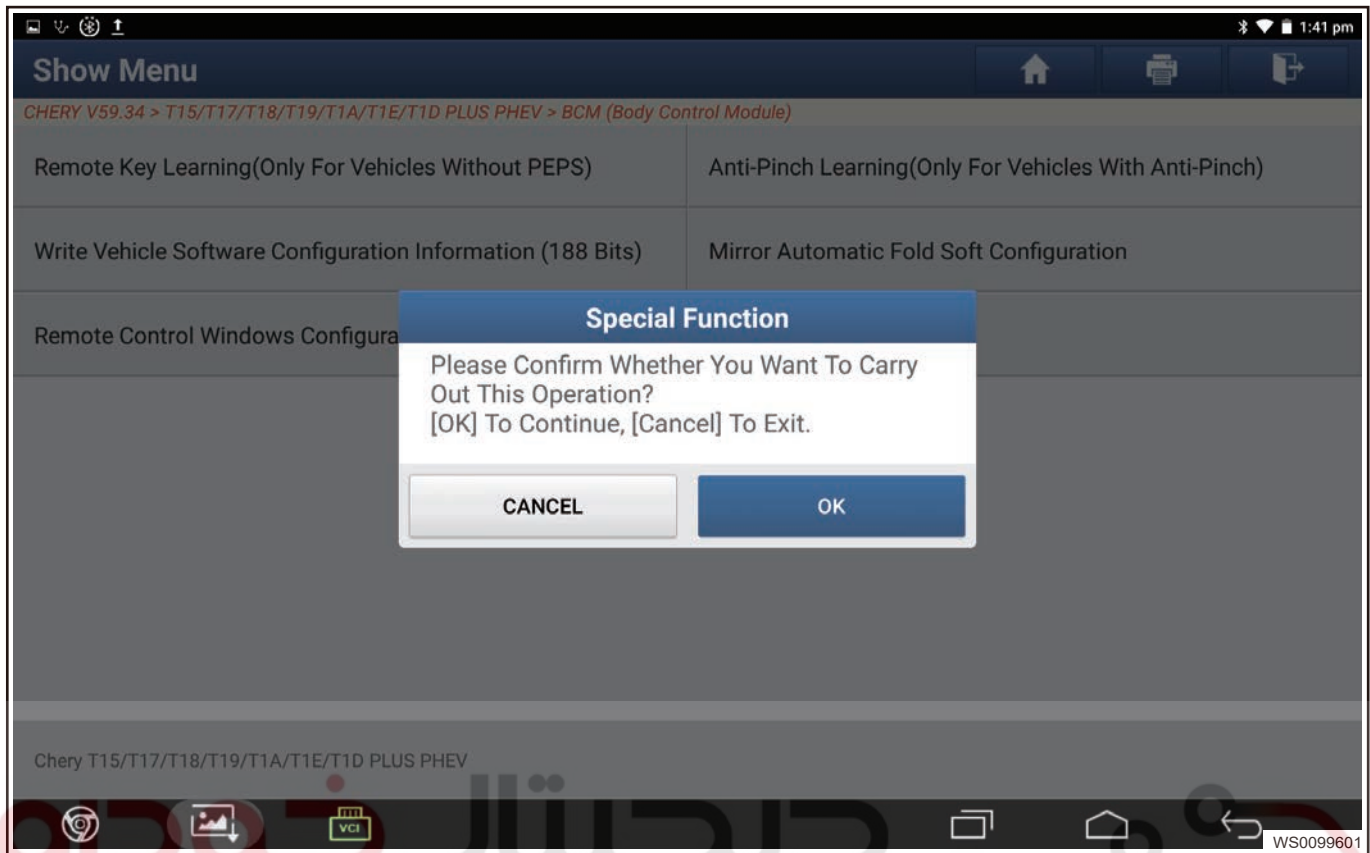 1:41 pm
Show Menu
CHERY V59.34 > T15/T17/T18/T19/T1A/T1E/T1D PLUS PHEV > BCM (Body Control Module)
Remote Key Learning(Only For Vehicles Without PEPS)
Anti-Pinch Learning(Only For Vehicles With Anti-Pinch)
Write Vehicle Software Configuration Information (188 Bits)
Mirror Automatic Fold Soft Configuration
Remote Control Windows Configura
Special Function
Please Confirm Whether You Want To Carry
Out This Operation?
[OK] To Continue, [Cancel] To Exit.
CANCEL
OK
Chery T15/T17/T18/T19/T1A/T1E/T1D PLUS PHEV
VCI
WS0099601